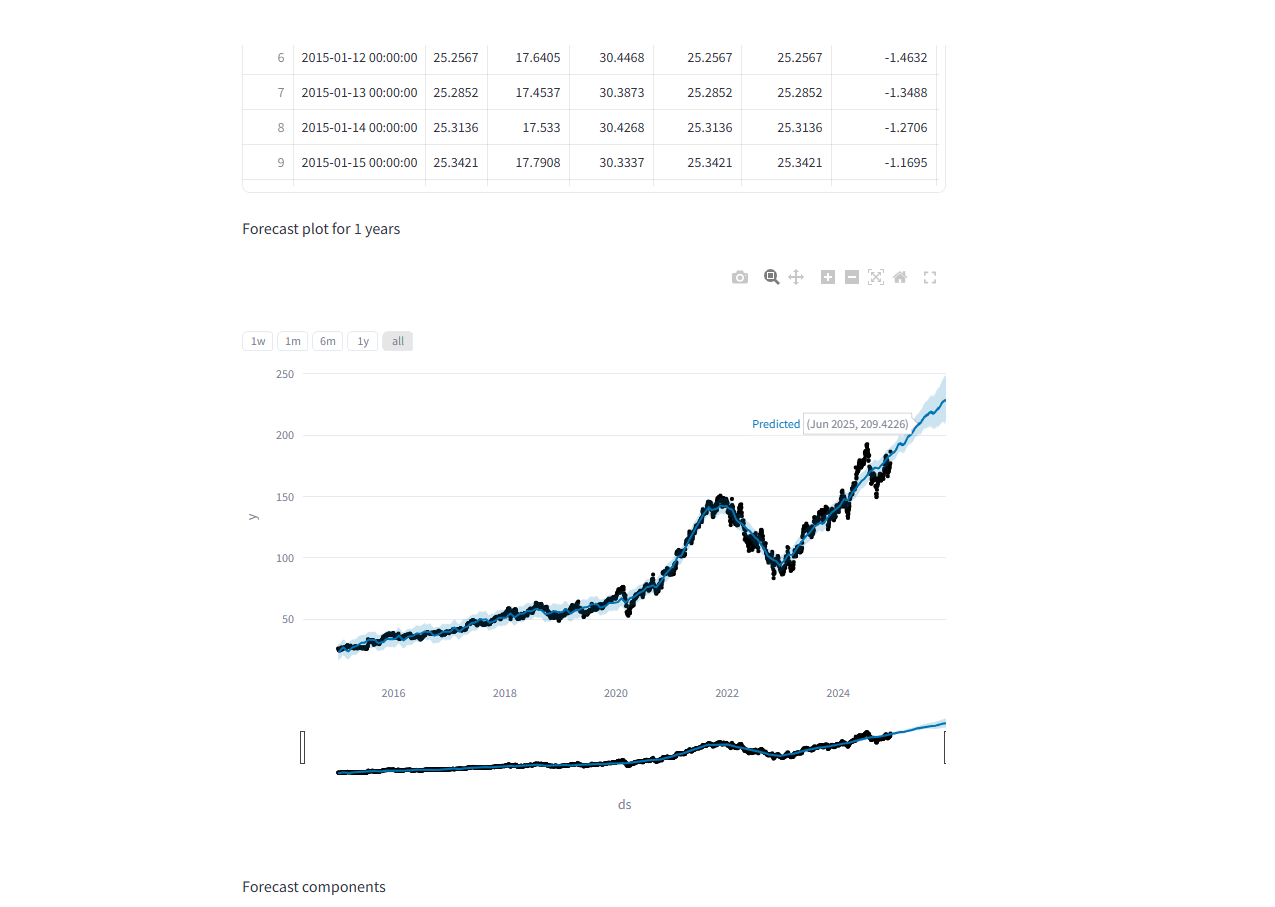 6 2015-01-12 00:00:00 25.2567 17.6405 30.4468 25.2567 25.2567 -1.4632
7 2015-01-13 00:00:00 25.2852 17.4537 30.3873 25.2852 25.2852 -1.3488
8 2015-01-14 00:00:00 25.3136 17.533 30.4268 25.3136 25.3136 -1.2706
9 2015-01-15 00:00:00 25.3421 17.7908 30.3337 25.3421 25.3421 -1.1695
Forecast plot for 1 years
1w 1m 6m 1y all
250
Predicted (Jun 2025, 209.4226)
200
150
y
100
50
2016 2018 2020 2022 2024
ds
Forecast components